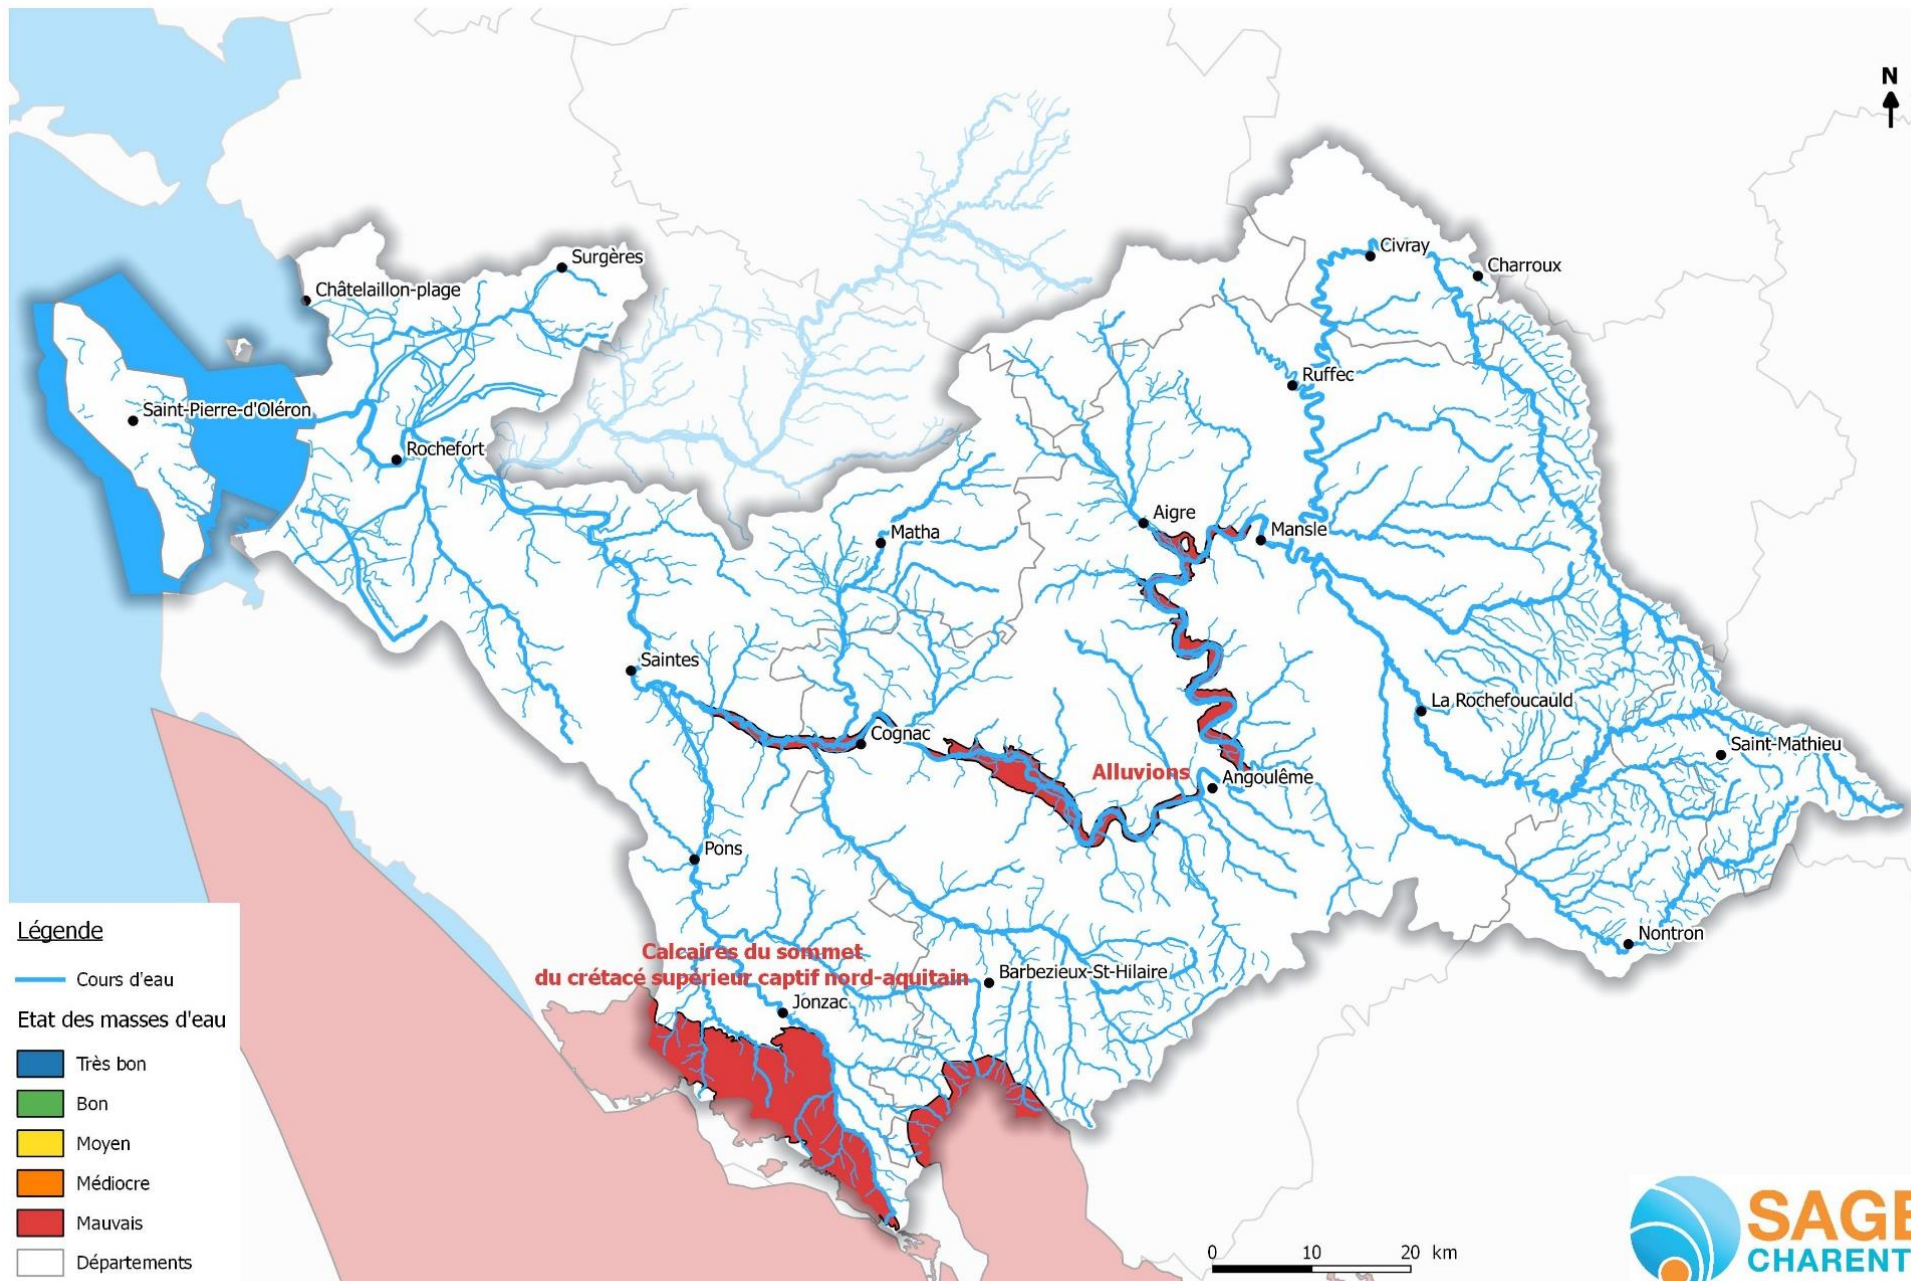 N
Civray
Surgères
Charroux
Châtelaillon-plage
Ruffec
Saint-Pierre-d'Oléron
Rochefort
Aigre
Mansle
Matha
Saintes
La Rochefoucauld
Cognac
Saint-Mathieu
Alluvions
Angoulême
Pons
Nontron
Calcaires du sommet
du crétacé supérieur captif nord-aquitain
Barbezieux-St-Hilaire
Jonzac
Légende
Cours d'eau
Etat des masses d'eau
Très bon
Bon
Moyen
Médiocre
Mauvais
Départements
0 10 20 km
SAGE
CHARENT